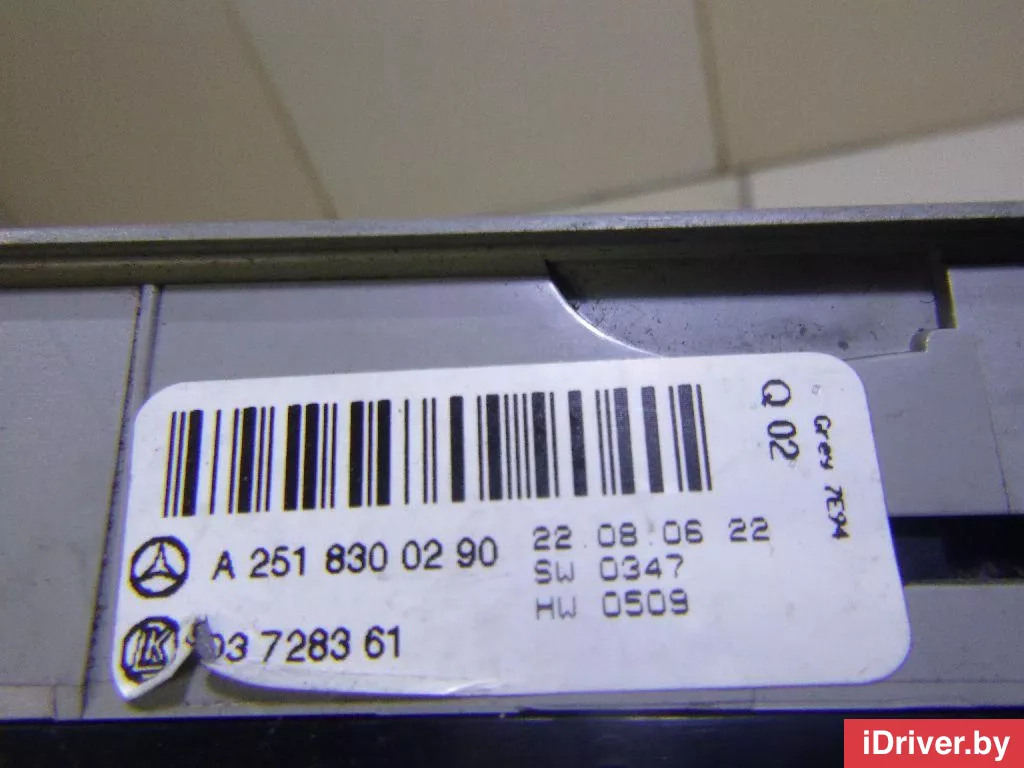 A 251 830 02 90
22 08 06 22
SW 0347
HW 0509
LK
03 7283 61
Q 02
Grey 7E94
iDriver.by